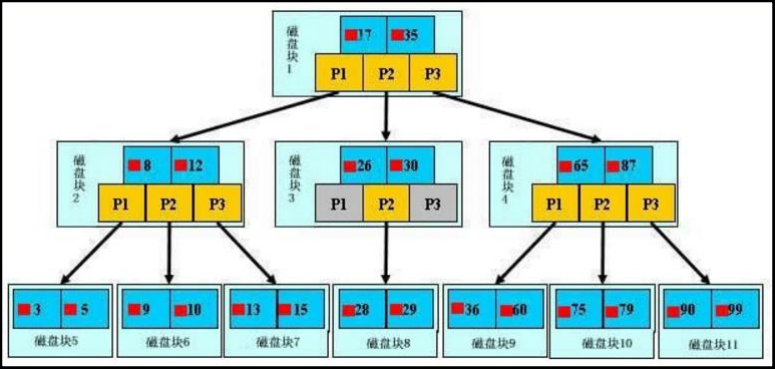 磁盘块1
17 35
P1 P2 P3
磁盘块2
8 12
P1 P2 P3
磁盘块3
26 30
P1 P2 P3
磁盘块4
65 87
P1 P2 P3
3 5
磁盘块5
9 10
磁盘块6
13 15
磁盘块7
28 29
磁盘块8
36 60
磁盘块9
75 79
磁盘块10
90 99
磁盘块11